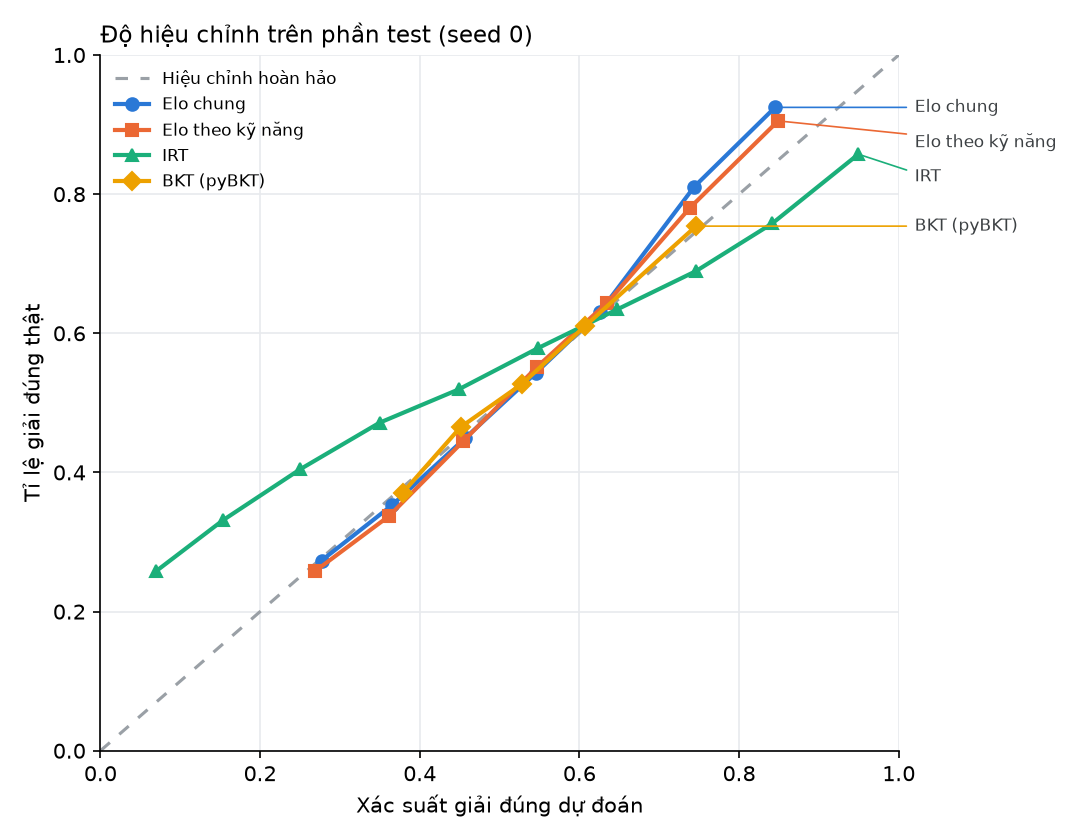 Độ hiệu chỉnh trên phần test (seed 0)
1.0
0.8
0.6
0.4
0.2
0.0
Tỉ lệ giải đúng thật
Hiệu chỉnh hoàn hảo
Elo chung
Elo theo kỹ năng
IRT
BKT (pyBKT)
Elo chung
Elo theo kỹ năng
IRT
BKT (pyBKT)
0.0 0.2 0.4 0.6 0.8 1.0
Xác suất giải đúng dự đoán